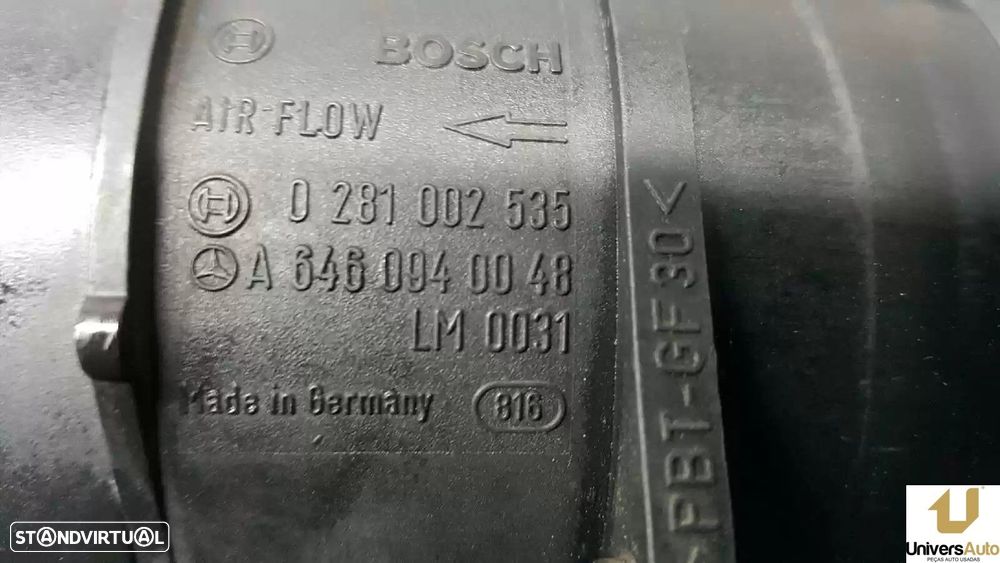 BOSCH
AIR FLOW
0 281 002 535
A 646 094 00 48
LM 0031
Made in Germany 816
>PBT-GF30<
STANDVIRTUAL
UniversAuto
PEÇAS AUTO USADAS